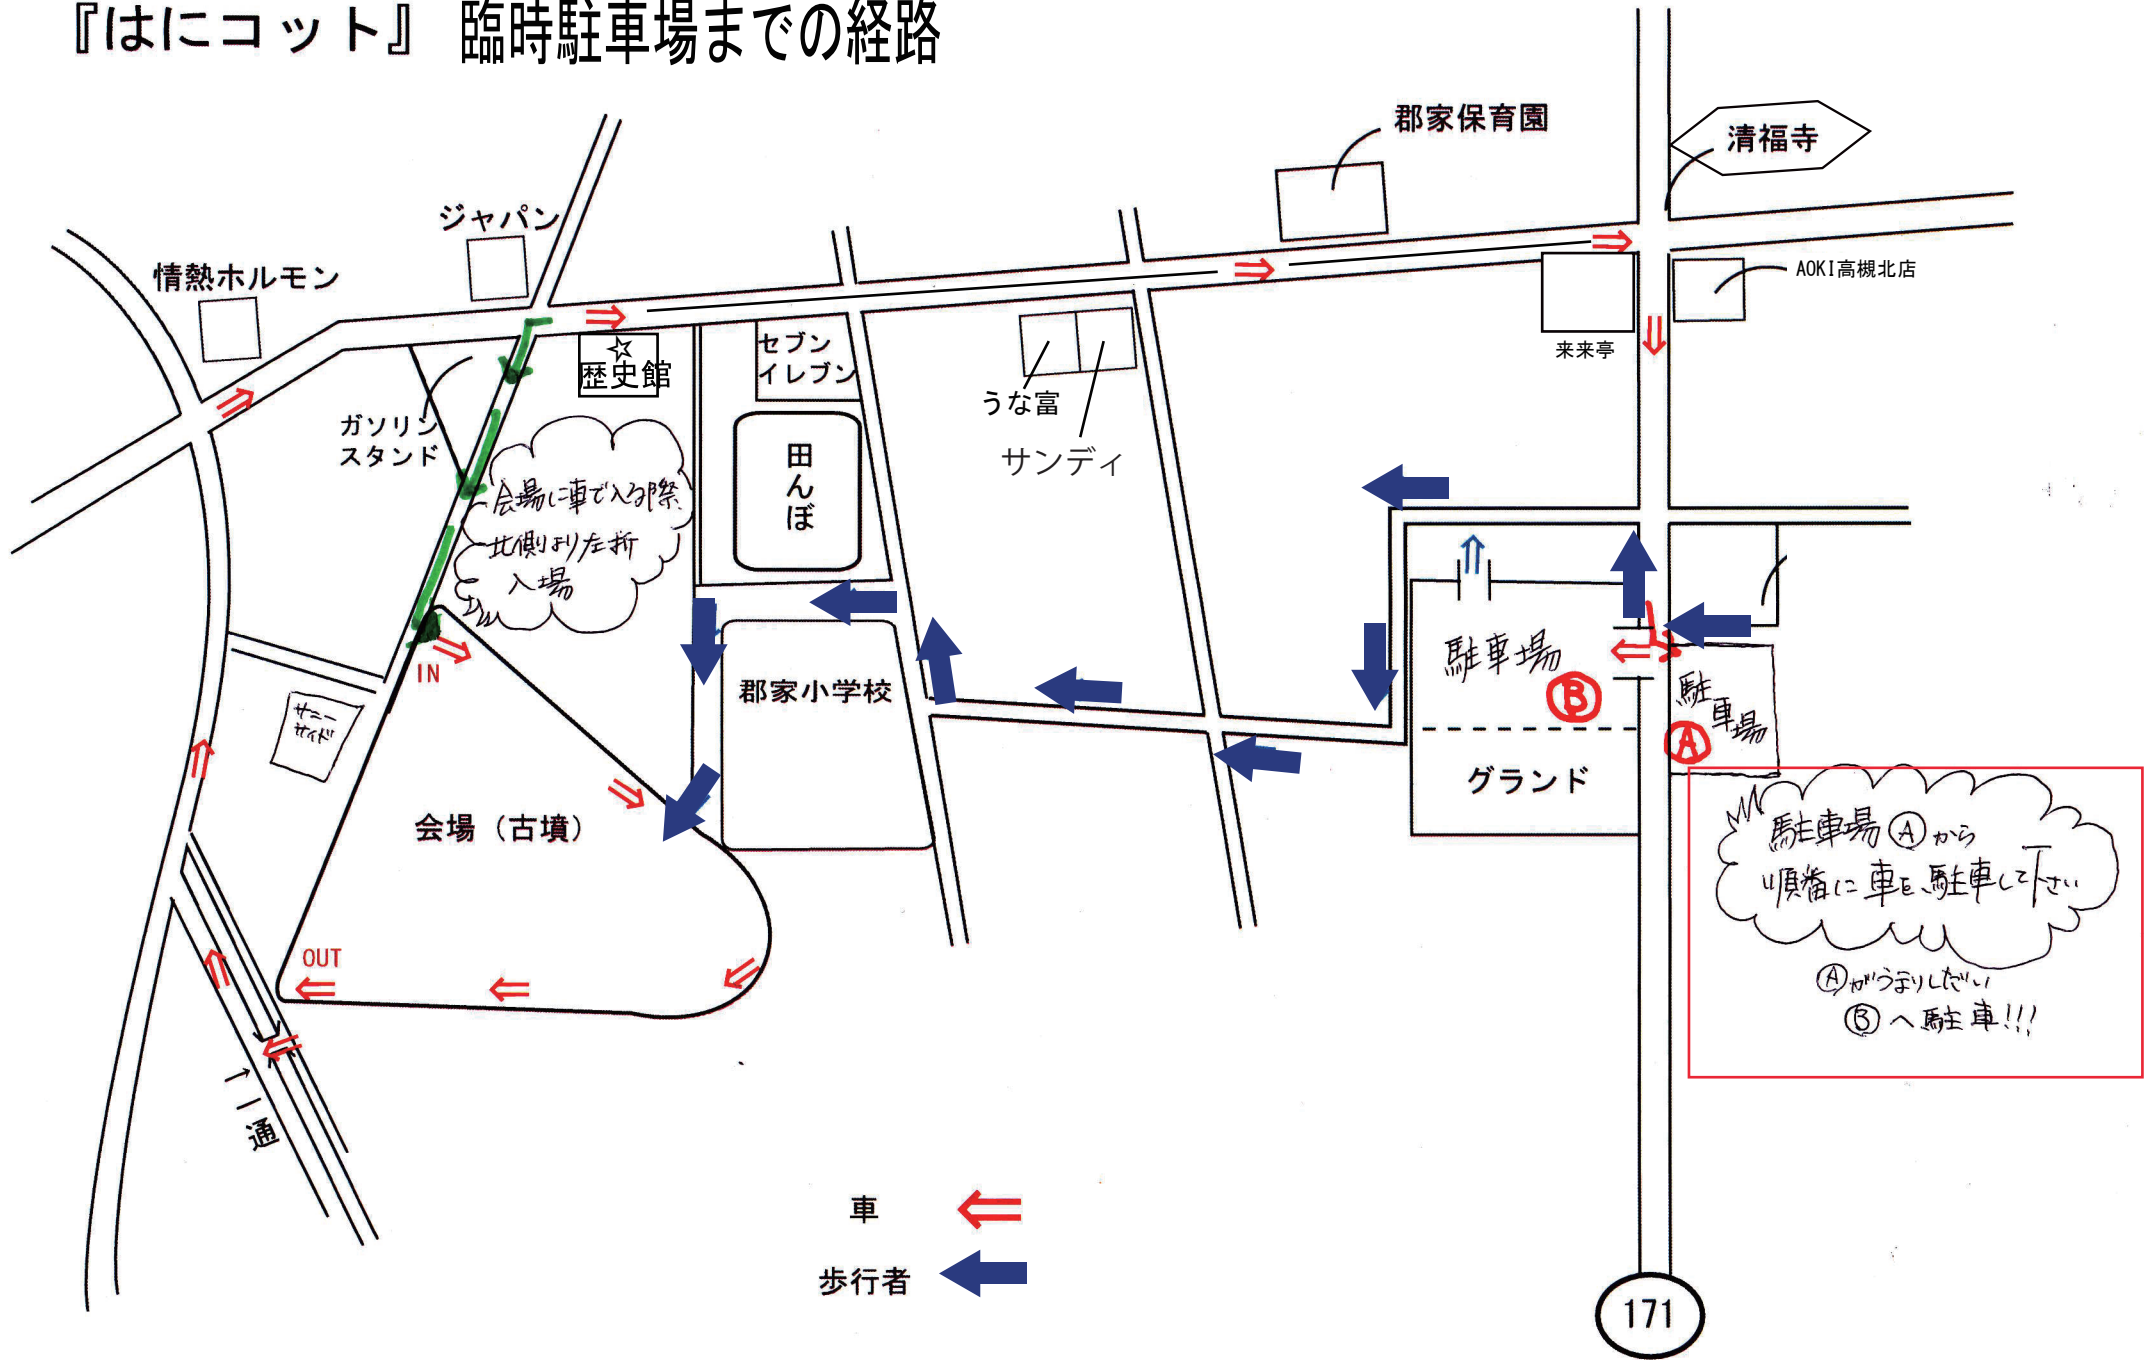 『はにコット』 臨時駐車場までの経路
郡家保育園
清福寺
ジャパン
情熱ホルモン
AOKI高槻北店
来来亭
☆
歴史館
セブン
イレブン
うな富
サンディ
ガソリン
スタンド
田んぼ
会場に車で入る際
北側より左折
入場
IN
サニー
サイド
郡家小学校
駐車場
B
グランド
駐車場
A
会場（古墳）
駐車場Ⓐから
順番に車を駐車して下さい
Ⓐがうまりしだい
Ⓑへ駐車!!!
OUT
一通
車
歩行者
171